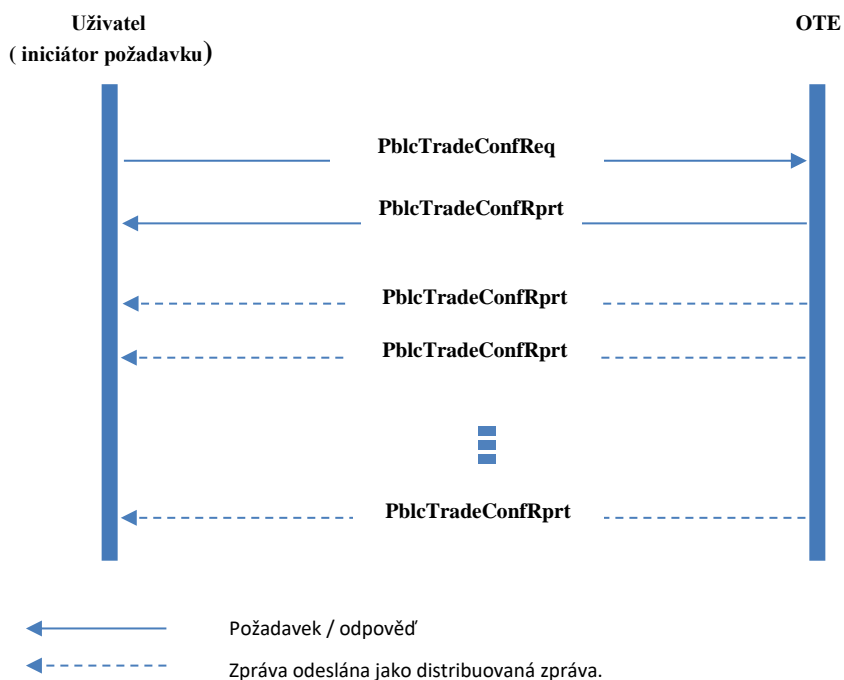 Uživatel
( iniciátor požadavku)
OTE
PblcTradeConfReq
PblcTradeConfRprt
PblcTradeConfRprt
PblcTradeConfRprt
PblcTradeConfRprt
Požadavek / odpověď
Zpráva odeslána jako distribuovaná zpráva.